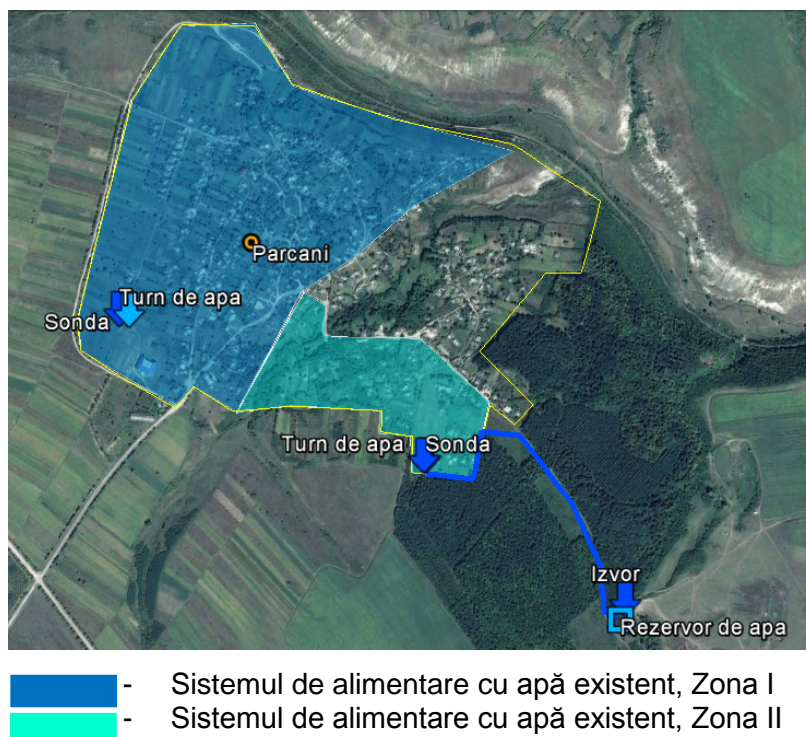 Parcani
Turn de apa
Sonda
Turn de apa Sonda
Izvor
Rezervor de apa
- Sistemul de alimentare cu apă existent, Zona I
- Sistemul de alimentare cu apă existent, Zona II